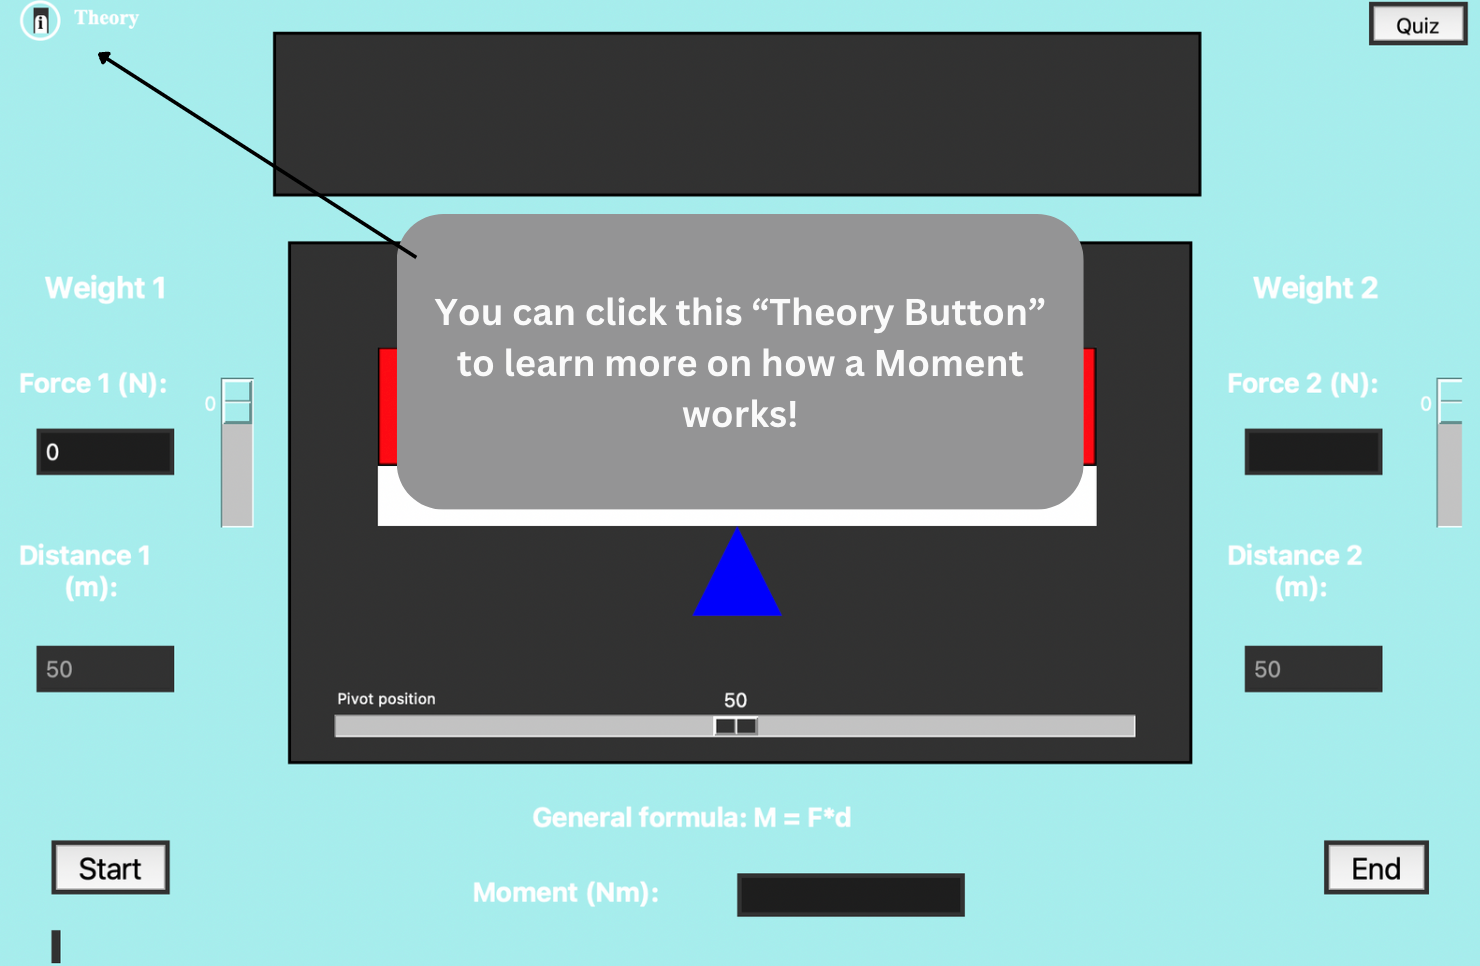 i Theory
Quiz
You can click this “Theory Button”
to learn more on how a Moment
works!
Weight 1
Force 1 (N):
0
0
Distance 1
(m):
50
Weight 2
Force 2 (N):
0
Distance 2
(m):
50
Pivot position
50
General formula: M = F*d
Moment (Nm):
Start
End